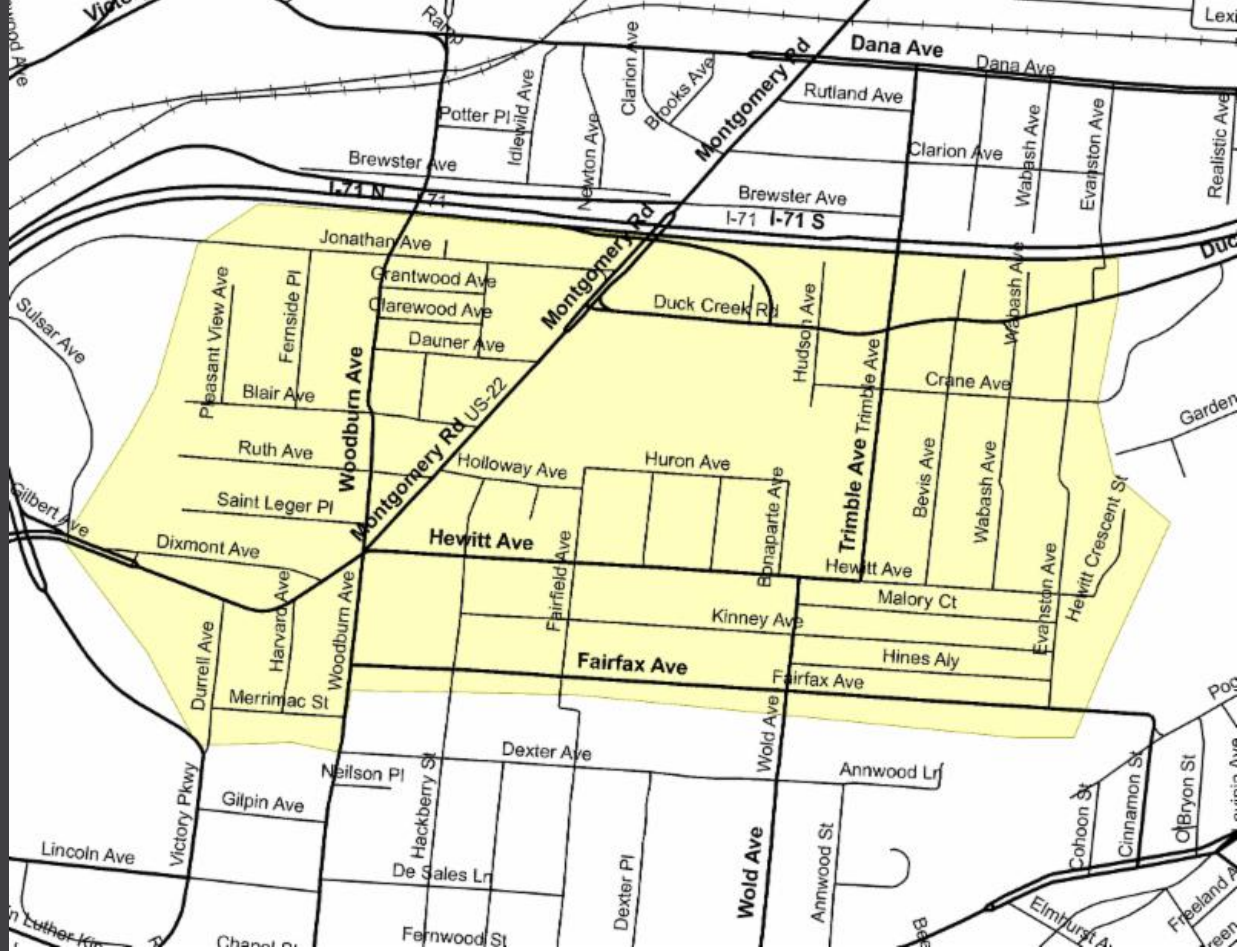 Ramp
Lexi
Dana Ave
Dana Ave
Clarion Ave
Brooks Ave
Idlewild Ave
Newton Ave
Montgomery Rd
Rutland Ave
Potter Pl
Clarion Ave
Wabash Ave
Evanston Ave
Realistic Ave
Brewster Ave
Brewster Ave
I-71 N
I-71
I-71
I-71 S
Montgomery Rd
Montgomery Rd
Duc
Jonathan Ave
Grantwood Ave
Clarewood Ave
Dauner Ave
Duck Creek Rd
Hudson Ave
Wabash Ave
Sulsar Ave
Pleasant View Ave
Fernside Pl
Woodburn Ave
Blair Ave
US-22
Crane Ave
Trimble Ave
Trimble Ave
Garden
Ruth Ave
Montgomery Rd
Holloway Ave
Huron Ave
Bonaparte Ave
Bevis Ave
Wabash Ave
Gilbert Ave
Saint Leger Pl
Dixmont Ave
Hewitt Ave
Hewitt Ave
Hewitt Crescent St
Fairfield Ave
Evanston Ave
Malory Ct
Kinney Ave
Hines Aly
Harvard Ave
Durrell Ave
Woodburn Ave
Fairfax Ave
Fairfax Ave
Merrimac St
Wold Ave
Dexter Ave
Annwood Ln
Neilson Pl
Hackberry St
Gilpin Ave
Victory Pkwy
Lincoln Ave
De Sales Ln
Dexter Pl
Wold Ave
Annwood St
Cohoon St
Cinnamon St
O'Bryon St
Elmhurst Av
Freeland A
Fernwood St
Chapel St